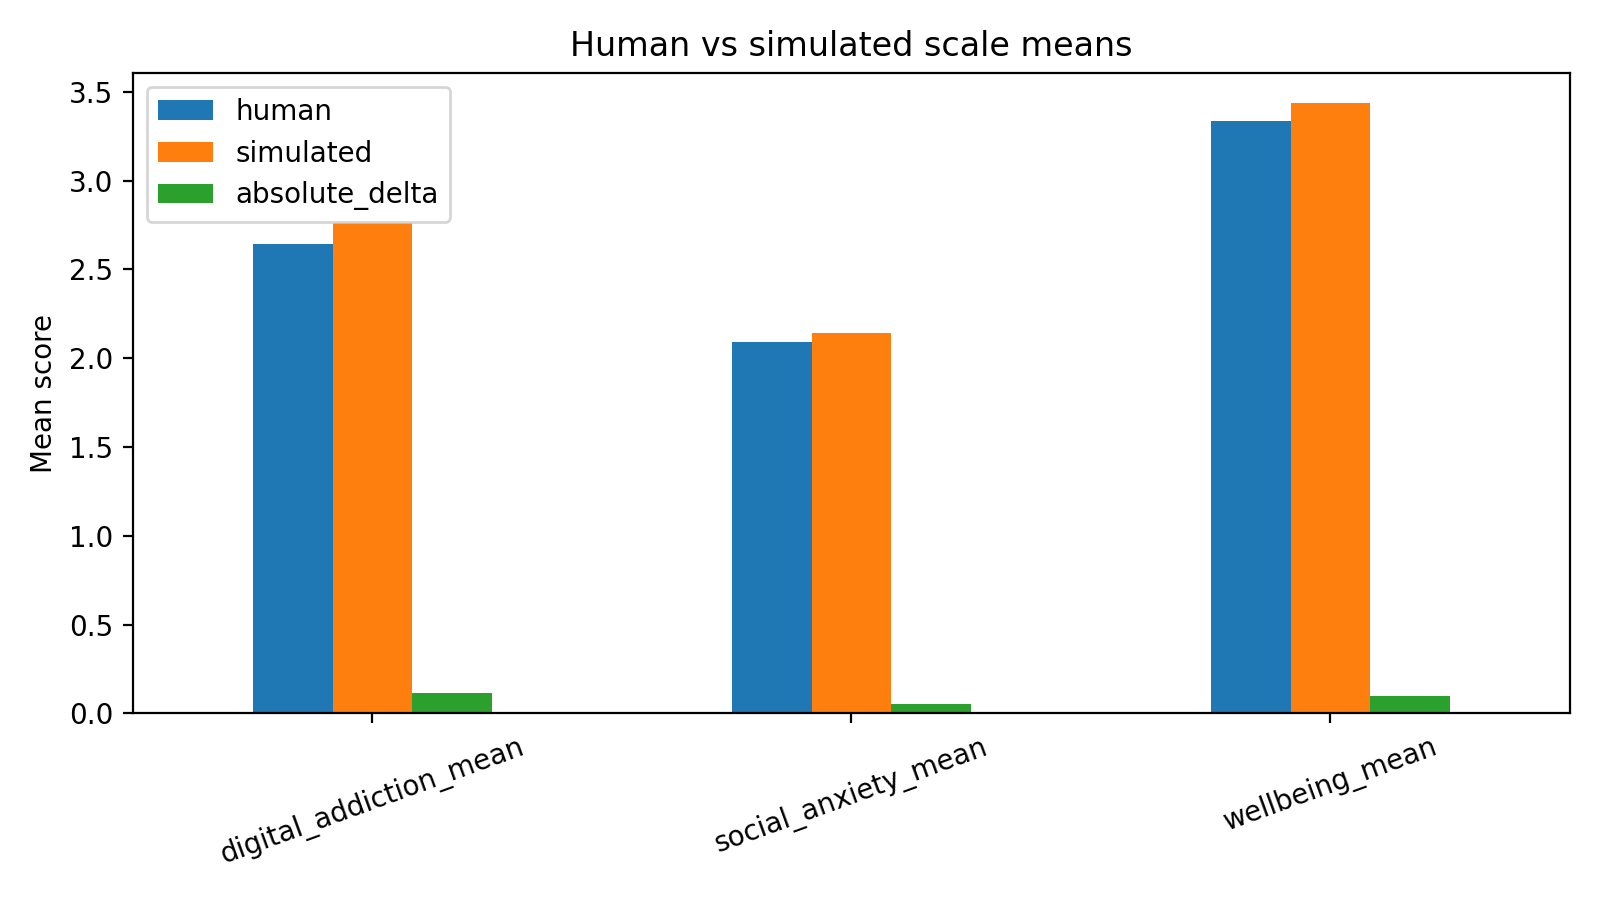 Human vs simulated scale means
human
simulated
absolute_delta
Mean score
3.5
3.0
2.5
2.0
1.5
1.0
0.5
0.0
digital_addiction_mean
social_anxiety_mean
wellbeing_mean